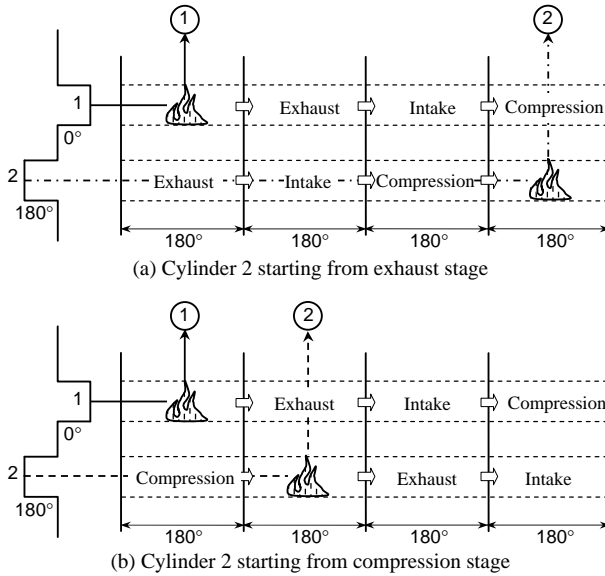 1 2
1 Exhaust Intake Compression
0°
2 Exhaust Intake Compression
180°
180° 180° 180° 180°
(a) Cylinder 2 starting from exhaust stage
1 2
1 Exhaust Intake Compression
0°
2 Compression Exhaust Intake
180°
180° 180° 180° 180°
(b) Cylinder 2 starting from compression stage